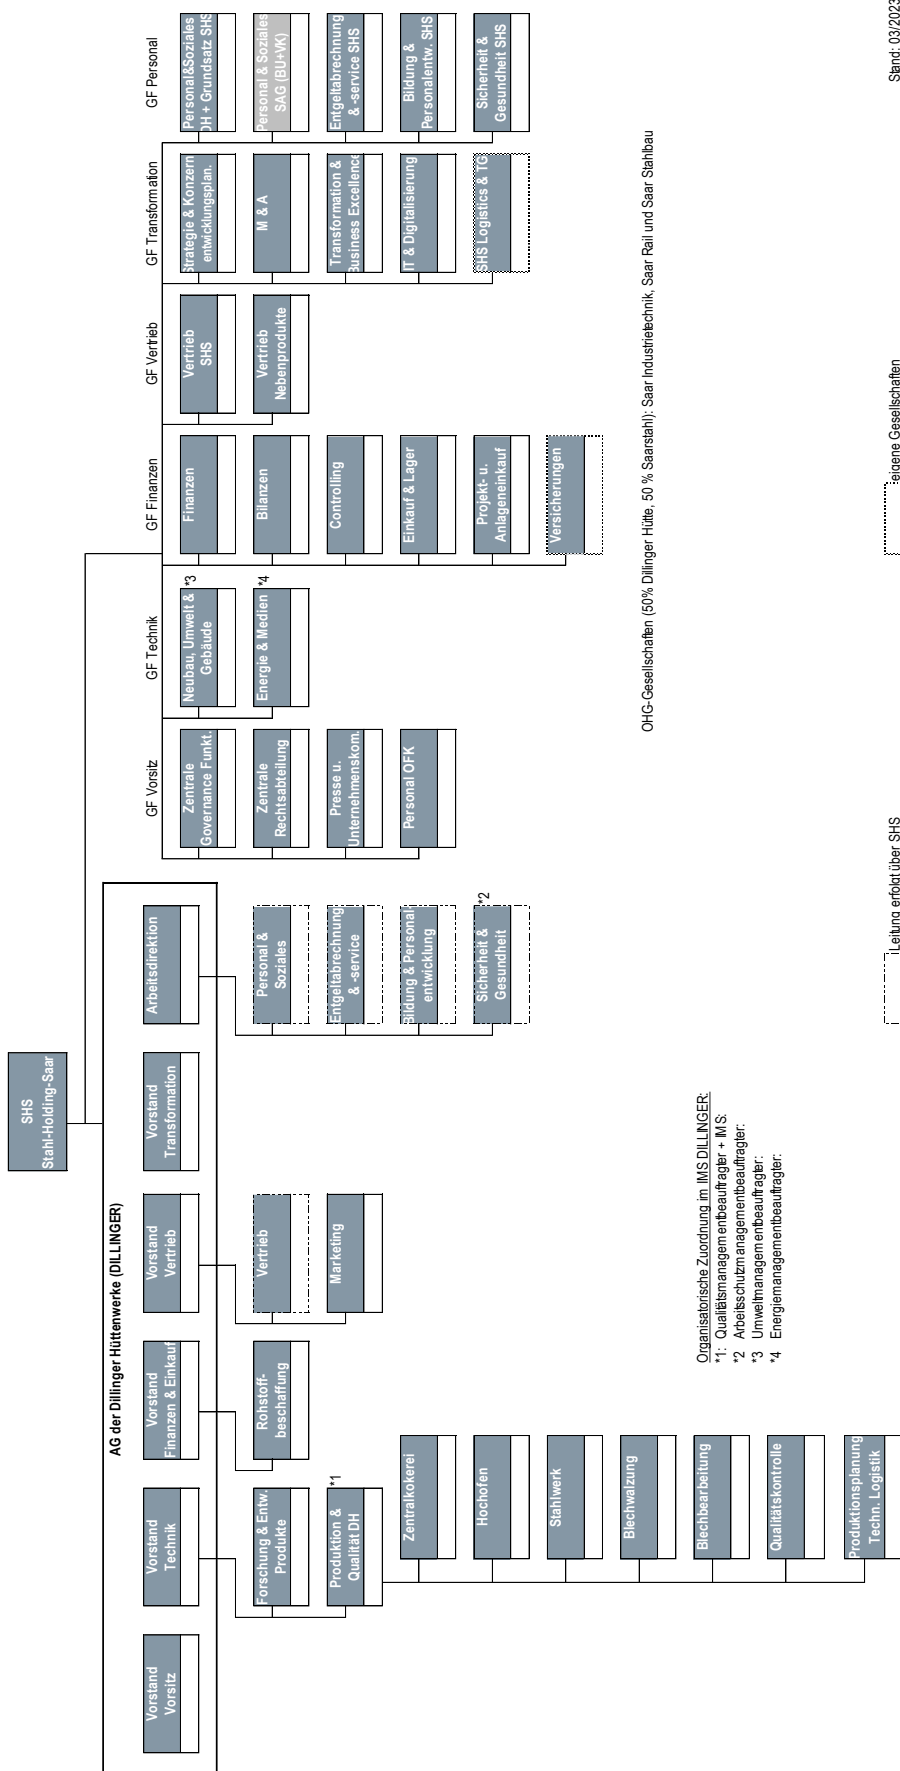 SHS
Stahl-Holding-Saar
AG der Dillinger Hüttenwerke (DILLINGER)
Vorstand
Vorsitz
Vorstand
Technik
Vorstand
Finanzen & Einkauf
Vorstand
Vertrieb
Vorstand
Transformation
Arbeitsdirektion
Forschung & Entw.
Produkte
Produktion &
Qualität DH
*1
Zentralkokerei
Hochofen
Stahlwerk
Blechwalzung
Blechbearbeitung
Qualitätskontrolle
Produktionsplanung
Techn. Logistik
Rohstoff-
beschaffung
Vertrieb
Marketing
Personal &
Soziales
Entgeltabrechnung
& -service
Bildung & Personal
entwicklung
Sicherheit &
Gesundheit
*2
GF Vorsitz
Zentrale
Governance Funkt.
Zentrale
Rechtsabteilung
Presse u.
Unternehmenskom.
Personal OFK
GF Technik
Neubau, Umwelt &
Gebäude
*3
Energie & Medien
*4
GF Finanzen
Finanzen
Bilanzen
Controlling
Einkauf & Lager
Projekt- u.
Anlageneinkauf
Versicherungen
GF Vertrieb
Vertrieb
SHS
Vertrieb
Nebenprodukte
GF Transformation
Strategie & Konzern
entwicklungsplan.
M & A
Transformation &
Business Excellence
IT & Digitalisierung
SHS Logistics & TG
GF Personal
Personal&Soziales
DH + Grundsatz SHS
Personal & Soziales
SAG (BU+VK)
Entgeltabrechnung
& -service SHS
Bildung &
Personalentw. SHS
Sicherheit &
Gesundheit SHS
OHG-Gesellschaften (50% Dillinger Hütte, 50 % Saarstahl): Saar Industrietechnik, Saar Rail und Saar Stahlbau
Organisatorische Zuordnung im IMS DILLINGER:
*1: Qualitätsmanagementbeauftragter + IMS:
*2 Arbeitsschutzmanagementbeauftragter:
*3 Umweltmanagementbeauftragter:
*4 Energiemanagementbeauftragter:
Leitung erfolgt über SHS
eigene Gesellschaften
Stand: 03/2023